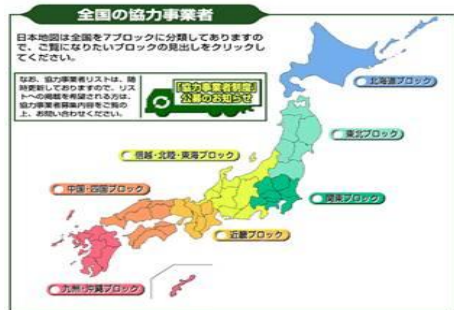 全国の協力事業者
日本地図は全国を7ブロックに分類してありますの
で、ご覧になりたいブロックの見出しをクリックし
てください。
なお、協力事業者リストは、随
時更新しておりますので、リス
トへの掲載を希望される方は、
協力事業者募集内容をご覧の
上、お問い合わせください。
「協力事業者制度」
公募のお知らせ
北海道ブロック
東北ブロック
信越・北陸・東海ブロック
中国・四国ブロック
関東ブロック
近畿ブロック
九州・沖縄ブロック